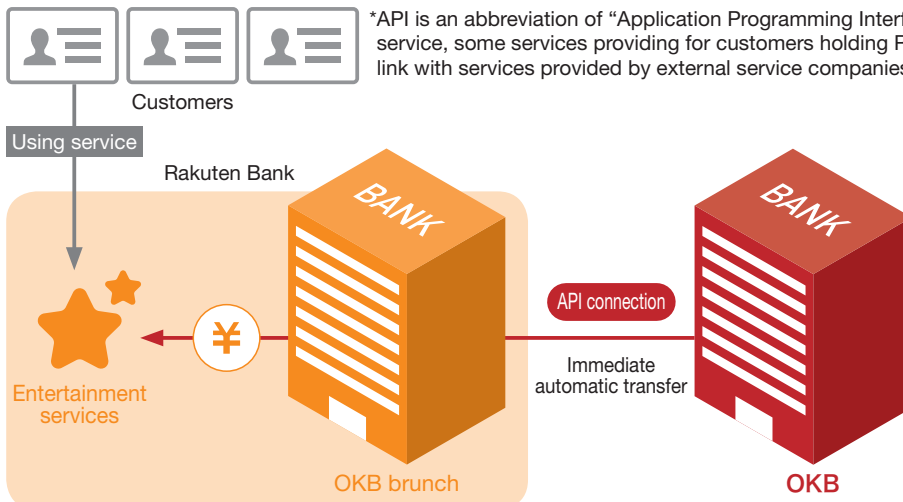 *API is an abbreviation of “Application Programming
service, some services providing for customers holding
link with services provided by external service companies
Customers
Using service
Rakuten Bank
BANK
BANK
API connection
¥
Immediate
automatic transfer
Entertainment
services
OKB brunch
OKB